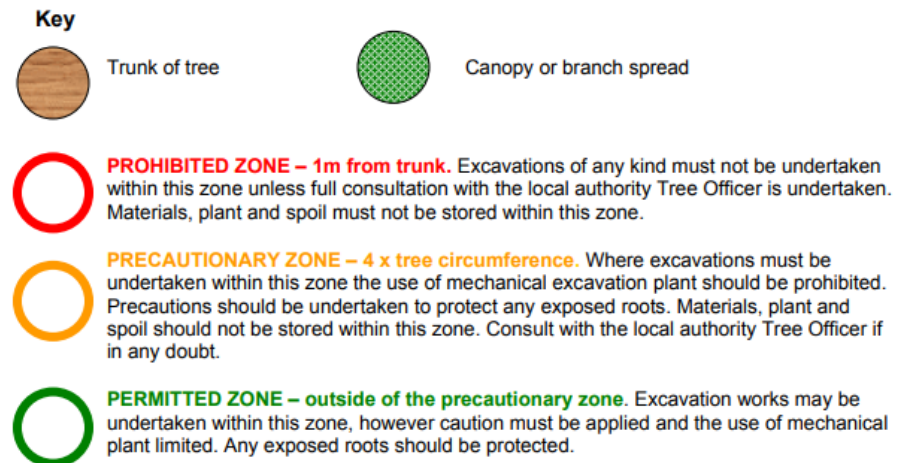 Key
Trunk of tree
Canopy or branch spread
PROHIBITED ZONE – 1m from trunk. Excavations of any kind must not be undertaken
within this zone unless full consultation with the local authority Tree Officer is undertaken.
Materials, plant and spoil must not be stored within this zone.
PRECAUTIONARY ZONE – 4 x tree circumference. Where excavations must be
undertaken within this zone the use of mechanical excavation plant should be prohibited.
Precautions should be undertaken to protect any exposed roots. Materials, plant and
spoil should not be stored within this zone. Consult with the local authority Tree Officer if
in any doubt.
PERMITTED ZONE – outside of the precautionary zone. Excavation works may be
undertaken within this zone, however caution must be applied and the use of mechanical
plant limited. Any exposed roots should be protected.